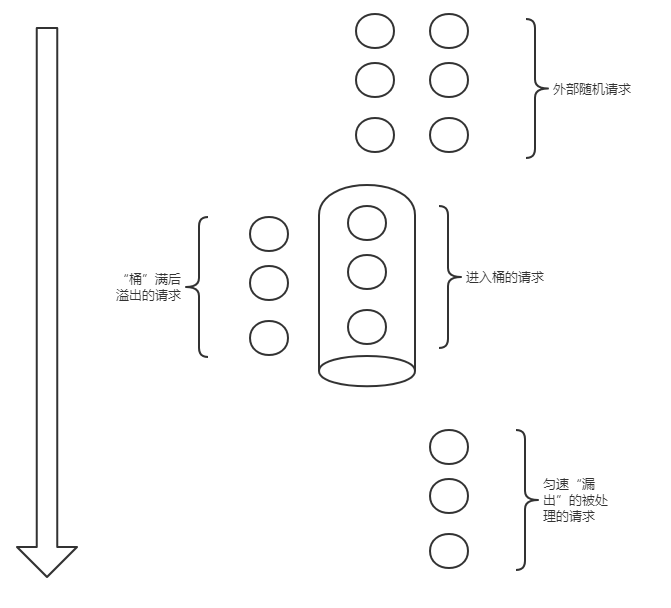 外部随机请求
“桶”满后
溢出的请求
进入桶的请求
匀速“漏
出”的被处
理的请求